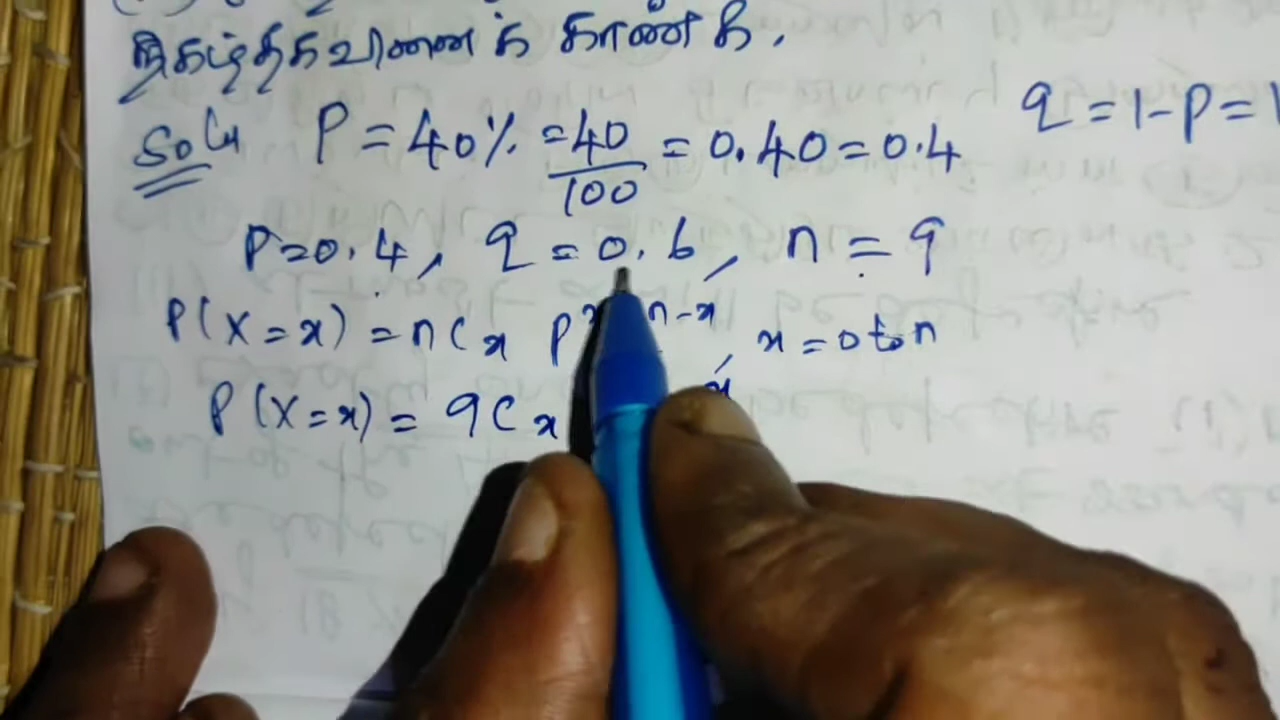 நிகழ்தகவினைக் காண்க.
Soln P = 40% = 40/100 = 0.40 = 0.4 q = 1 - P = 1
P = 0.4, q = 0.6, n = 9
P(X = x) = nCx P n-x, x = 0 to n
P(X = x) = 9Cx x